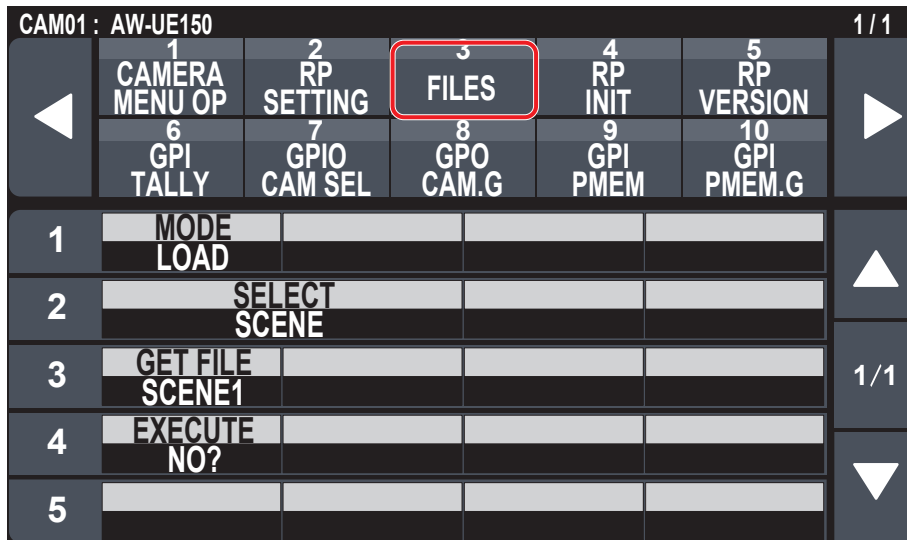 CAM01 : AW-UE150 1 / 1
1 2 3 4 5
CAMERA RP FILES RP RP
MENU OP SETTING INIT VERSION
6 7 8 9 10
GPI GPIO GPO GPI GPI
TALLY CAM SEL CAM.G PMEM PMEM.G
1 MODE
LOAD
2 SELECT
SCENE
3 GET FILE 1/1
SCENE1
4 EXECUTE
NO?
5